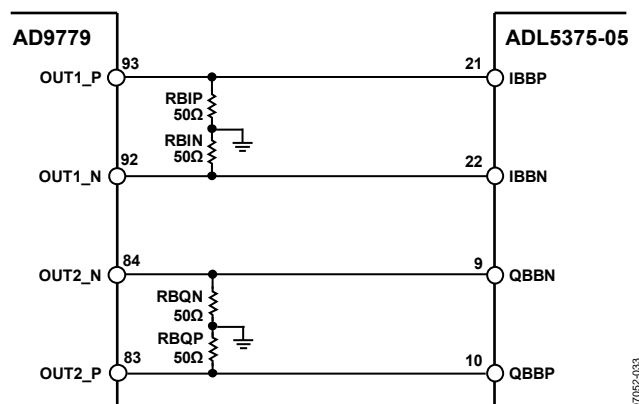 AD9779
ADL5375-05
93
21
OUT1_P
IBBP
RBIP
50Ω
RBIN
50Ω
92
22
OUT1_N
IBBN
84
9
OUT2_N
QBBN
RBQN
50Ω
RBQP
50Ω
83
10
OUT2_P
QBBP
7052-033